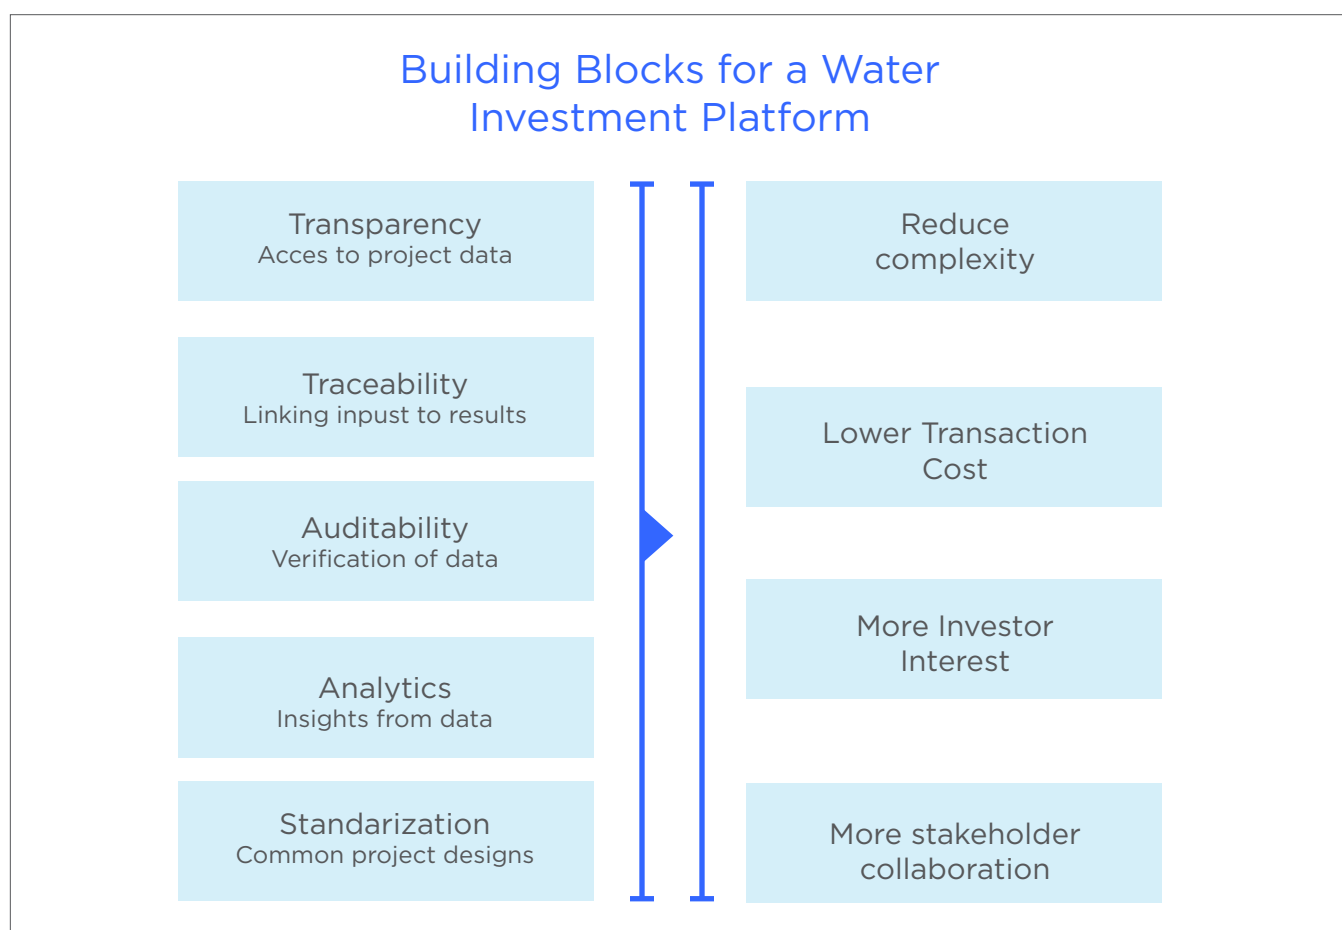 Building Blocks for a Water
Investment Platform
Transparency
Acces to project data
Traceability
Linking inpust to results
Auditability
Verification of data
Analytics
Insights from data
Standarization
Common project designs
Reduce
complexity
Lower Transaction
Cost
More Investor
Interest
More stakeholder
collaboration